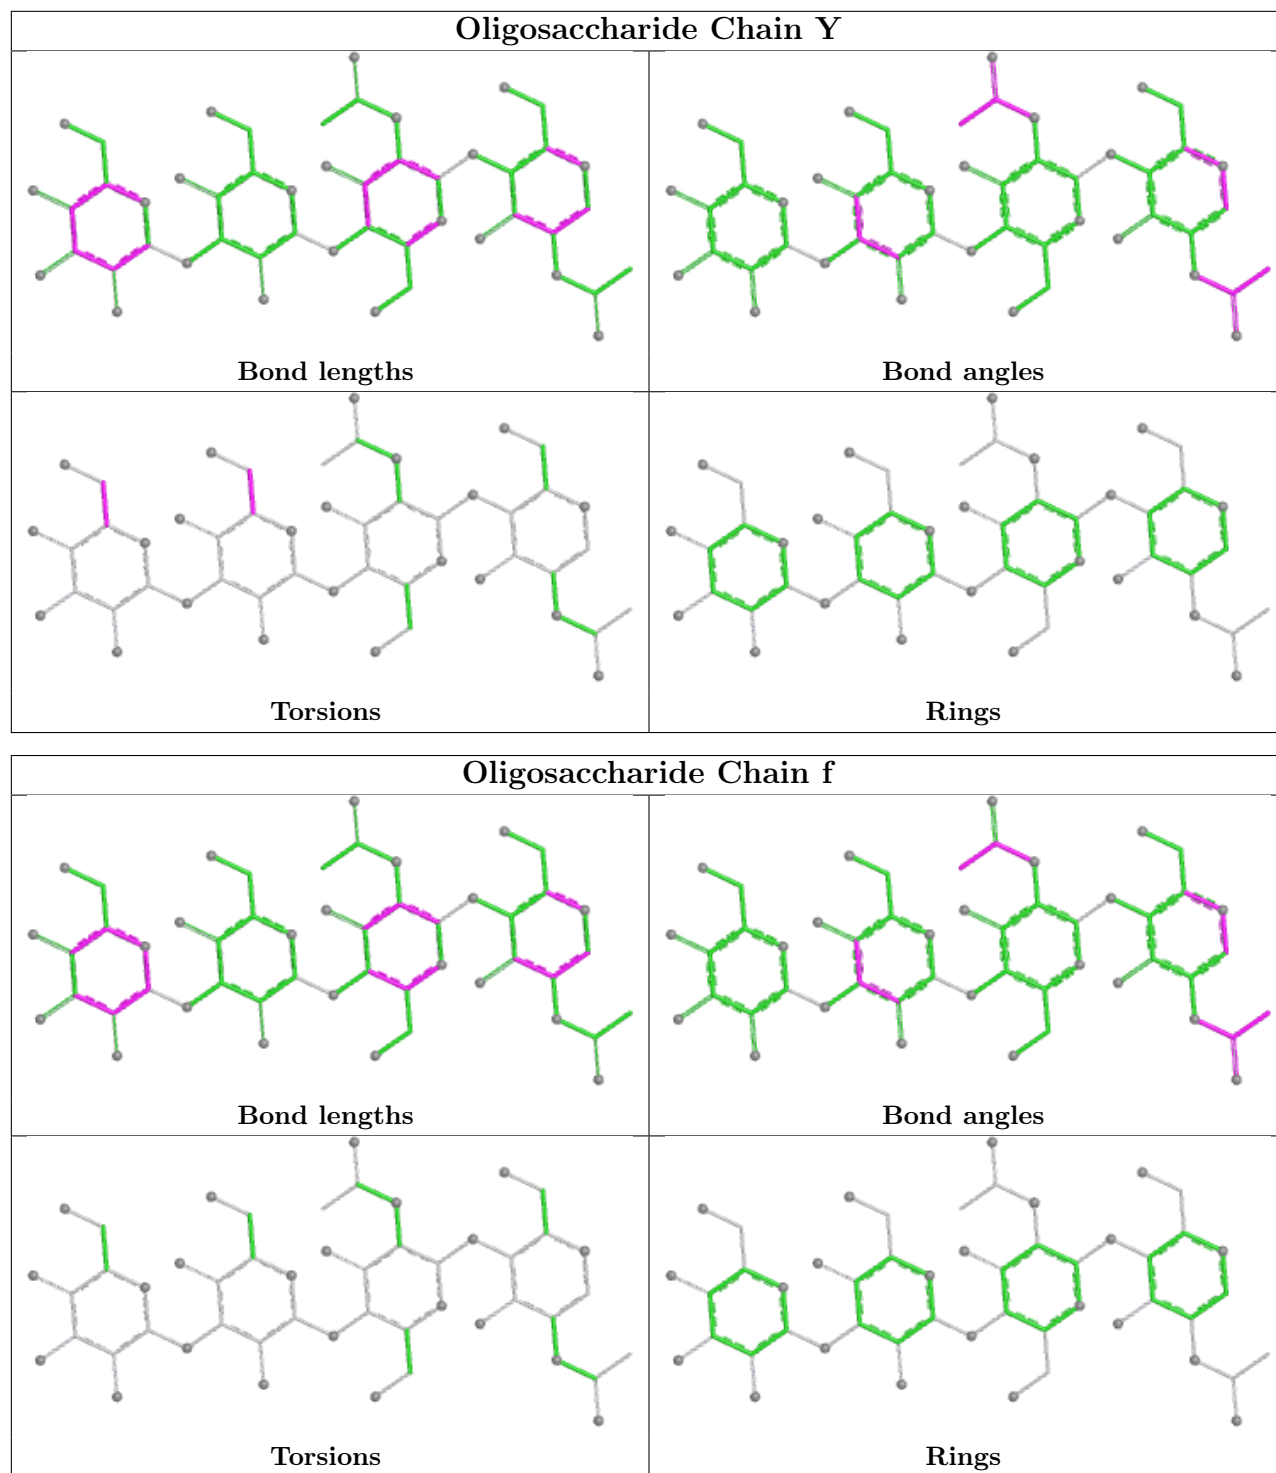 Oligosaccharide Chain Y
Bond lengths
Bond angles
Torsions
Rings
Oligosaccharide Chain f
Bond lengths
Bond angles
Torsions
Rings